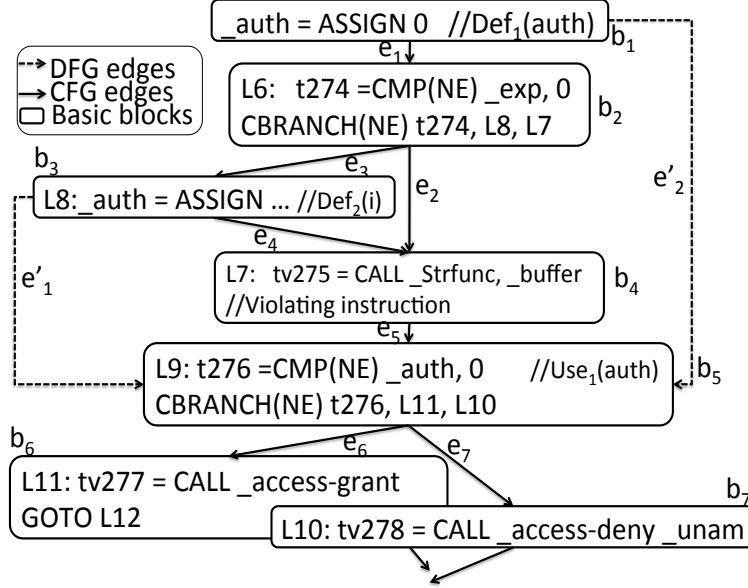 _auth = ASSIGN 0 //Def1(auth)
b1
e1
DFG edges
CFG edges
Basic blocks
L6: t274 =CMP(NE) _exp, 0
CBRANCH(NE) t274, L8, L7
b2
b3
e3
e2
e'2
L8:_auth = ASSIGN ... //Def2(i)
e4
e'1
L7: tv275 = CALL _Strfunc, _buffer
//Violating instruction
b4
e5
L9: t276 =CMP(NE) _auth, 0 //Use1(auth)
CBRANCH(NE) t276, L11, L10
b5
b6
e6
e7
L11: tv277 = CALL _access-grant
GOTO L12
b7
L10: tv278 = CALL _access-deny _unam